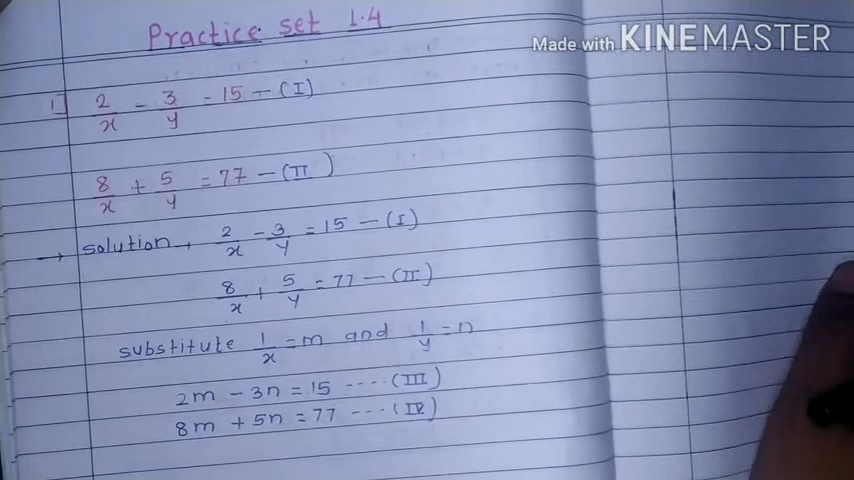 Practice set 1.4
Made with KINEMASTER
1] 2/x - 3/y = 15 - (I)
8/x + 5/y = 77 - (II)
→ solution → 2/x - 3/y = 15 - (I)
8/x + 5/y = 77 - (II)
substitute 1/x = m and 1/y = n
2m - 3n = 15 ---- (III)
8m + 5n = 77 --- (IV)